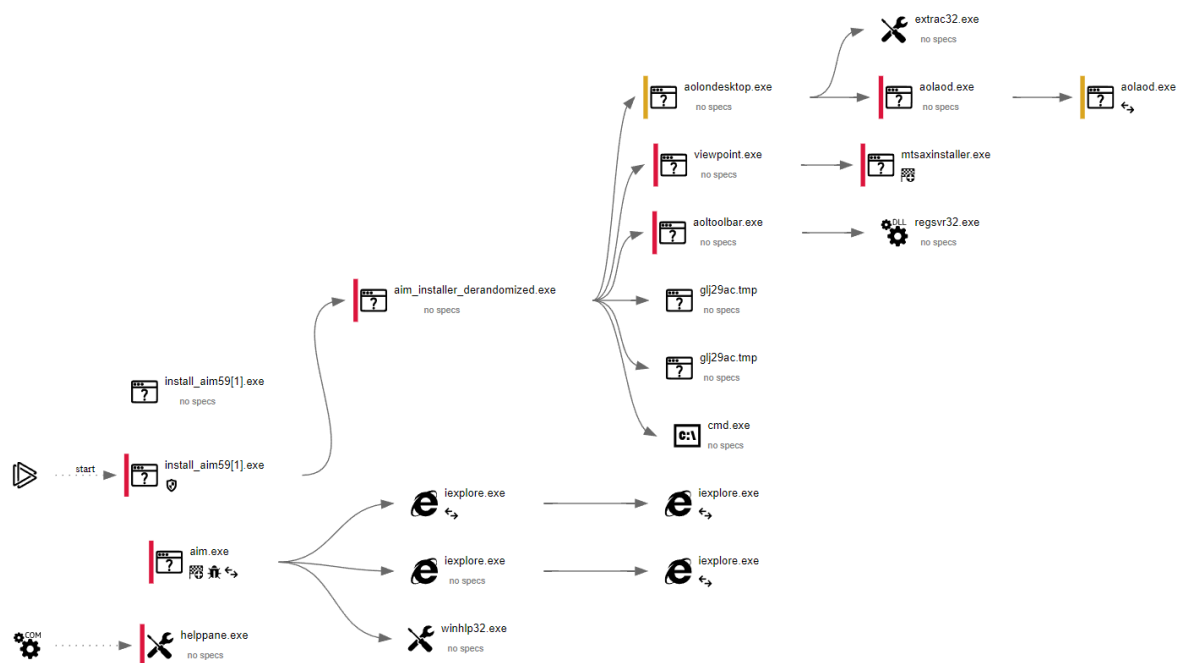 extrac32.exe
no specs
aolondesktop.exe
no specs
aolaod.exe
no specs
aolaod.exe
viewpoint.exe
no specs
mtsaxinstaller.exe
aoltoolbar.exe
no specs
DLL
regsvr32.exe
no specs
aim_installer_derandomized.exe
no specs
glj29ac.tmp
no specs
glj29ac.tmp
no specs
install_aim59[1].exe
no specs
cmd.exe
C:\
no specs
start
install_aim59[1].exe
iexplore.exe
iexplore.exe
aim.exe
iexplore.exe
no specs
iexplore.exe
COM
helppane.exe
no specs
winhlp32.exe
no specs